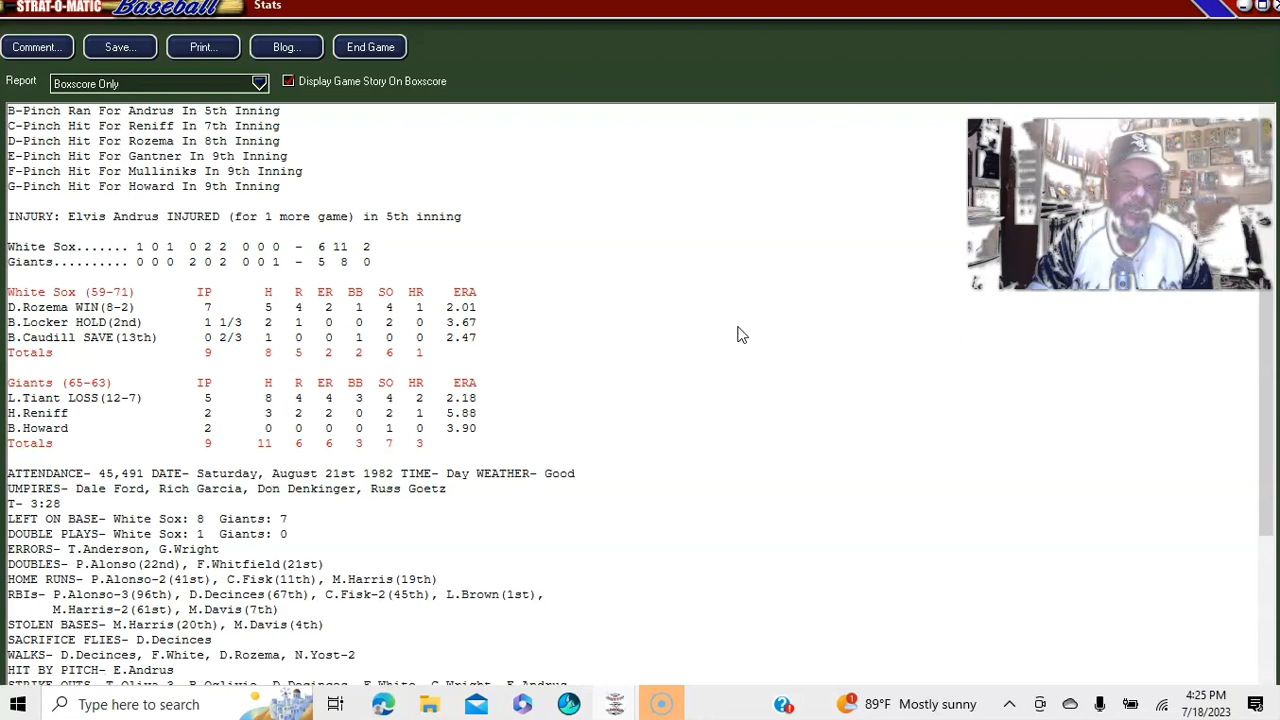 STRAT-O-MATIC Baseball Stats
Comment... Save... Print... Blog... End Game
Report Boxscore Only Display Game Story On Boxscore
B-Pinch Ran For Andrus In 5th Inning
C-Pinch Hit For Reniff In 7th Inning
D-Pinch Hit For Rozema In 8th Inning
E-Pinch Hit For Gantner In 9th Inning
F-Pinch Hit For Mulliniks In 9th Inning
G-Pinch Hit For Howard In 9th Inning
INJURY: Elvis Andrus INJURED (for 1 more game) in 5th inning
White Sox....... 1 0 1 0 2 2 0 0 0 - 6 11 2
Giants.......... 0 0 0 2 0 2 0 0 1 - 5 8 0
White Sox (59-71) IP H R ER BB SO HR ERA
D.Rozema WIN(8-2) 7 5 4 2 1 4 1 2.01
B.Locker HOLD(2nd) 1 1/3 2 1 0 0 2 0 3.67
B.Caudill SAVE(13th) 0 2/3 1 0 0 1 0 0 2.47
Totals 9 8 5 2 2 6 1
Giants (65-63) IP H R ER BB SO HR ERA
L.Tiant LOSS(12-7) 5 8 4 4 3 4 2 2.18
H.Reniff 2 3 2 2 0 2 1 5.88
B.Howard 2 0 0 0 0 1 0 3.90
Totals 9 11 6 6 3 7 3
ATTENDANCE- 45,491 DATE- Saturday, August 21st 1982 TIME- Day WEATHER- Good
UMPIRES- Dale Ford, Rich Garcia, Don Denkinger, Russ Goetz
T- 3:28
LEFT ON BASE- White Sox: 8 Giants: 7
DOUBLE PLAYS- White Sox: 1 Giants: 0
ERRORS- T.Anderson, G.Wright
DOUBLES- P.Alonso(22nd), F.Whitfield(21st)
HOME RUNS- P.Alonso-2(41st), C.Fisk(11th), M.Harris(19th)
RBIs- P.Alonso-3(96th), D.Decinces(67th), C.Fisk-2(45th), L.Brown(1st),
M.Harris-2(61st), M.Davis(7th)
STOLEN BASES- M.Harris(20th), M.Davis(4th)
SACRIFICE FLIES- D.Decinces
WALKS- D.Decinces, F.White, D.Rozema, N.Yost-2
HIT BY PITCH- E.Andrus
STRIKE OUTS- T.Oliva-3, B.Oglivie, D.Decinces, F.White, G.Wright, E.Andrus,
Type here to search 89°F Mostly sunny 4:25 PM
7/18/2023